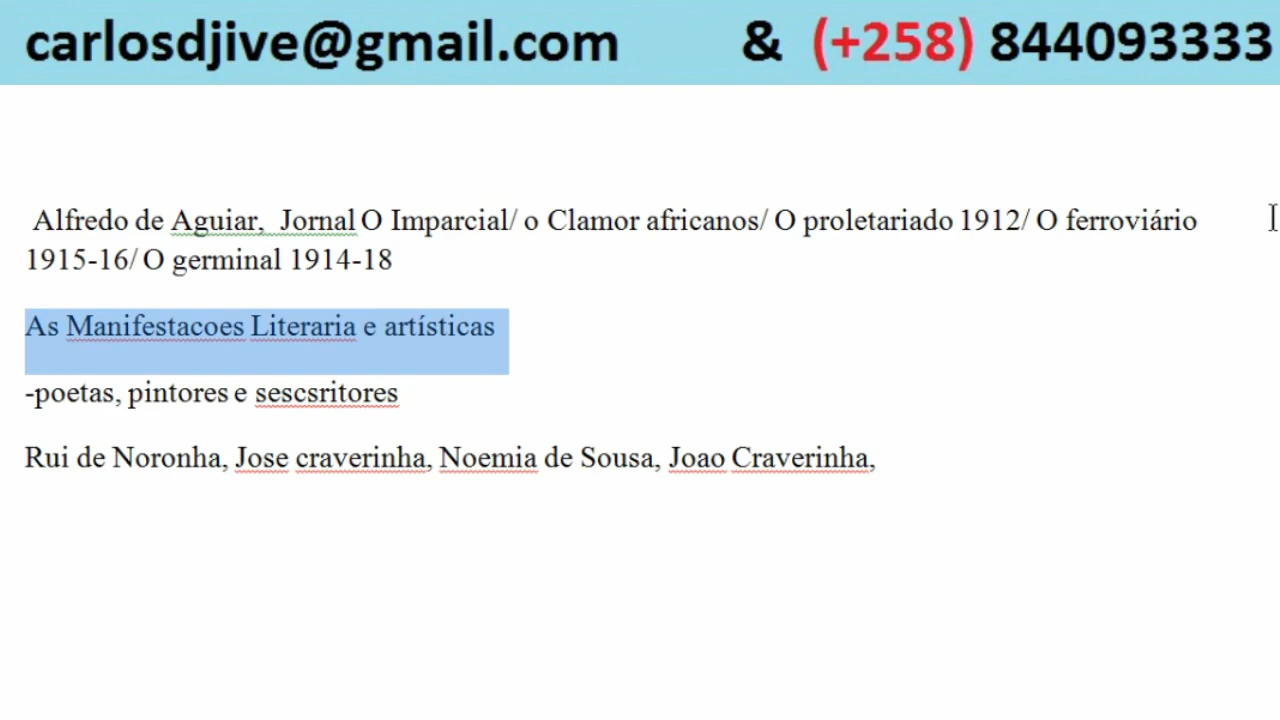 carlosdjive@gmail.com & (+258) 844093333
Alfredo de Aguiar, Jornal O Imparcial/ o Clamor africanos/ O proletariado 1912/ O ferroviário
1915-16/ O germinal 1914-18
As Manifestacoes Literaria e artísticas
-poetas, pintores e sescsritores
Rui de Noronha, Jose craverinha, Noemia de Sousa, Joao Craverinha,